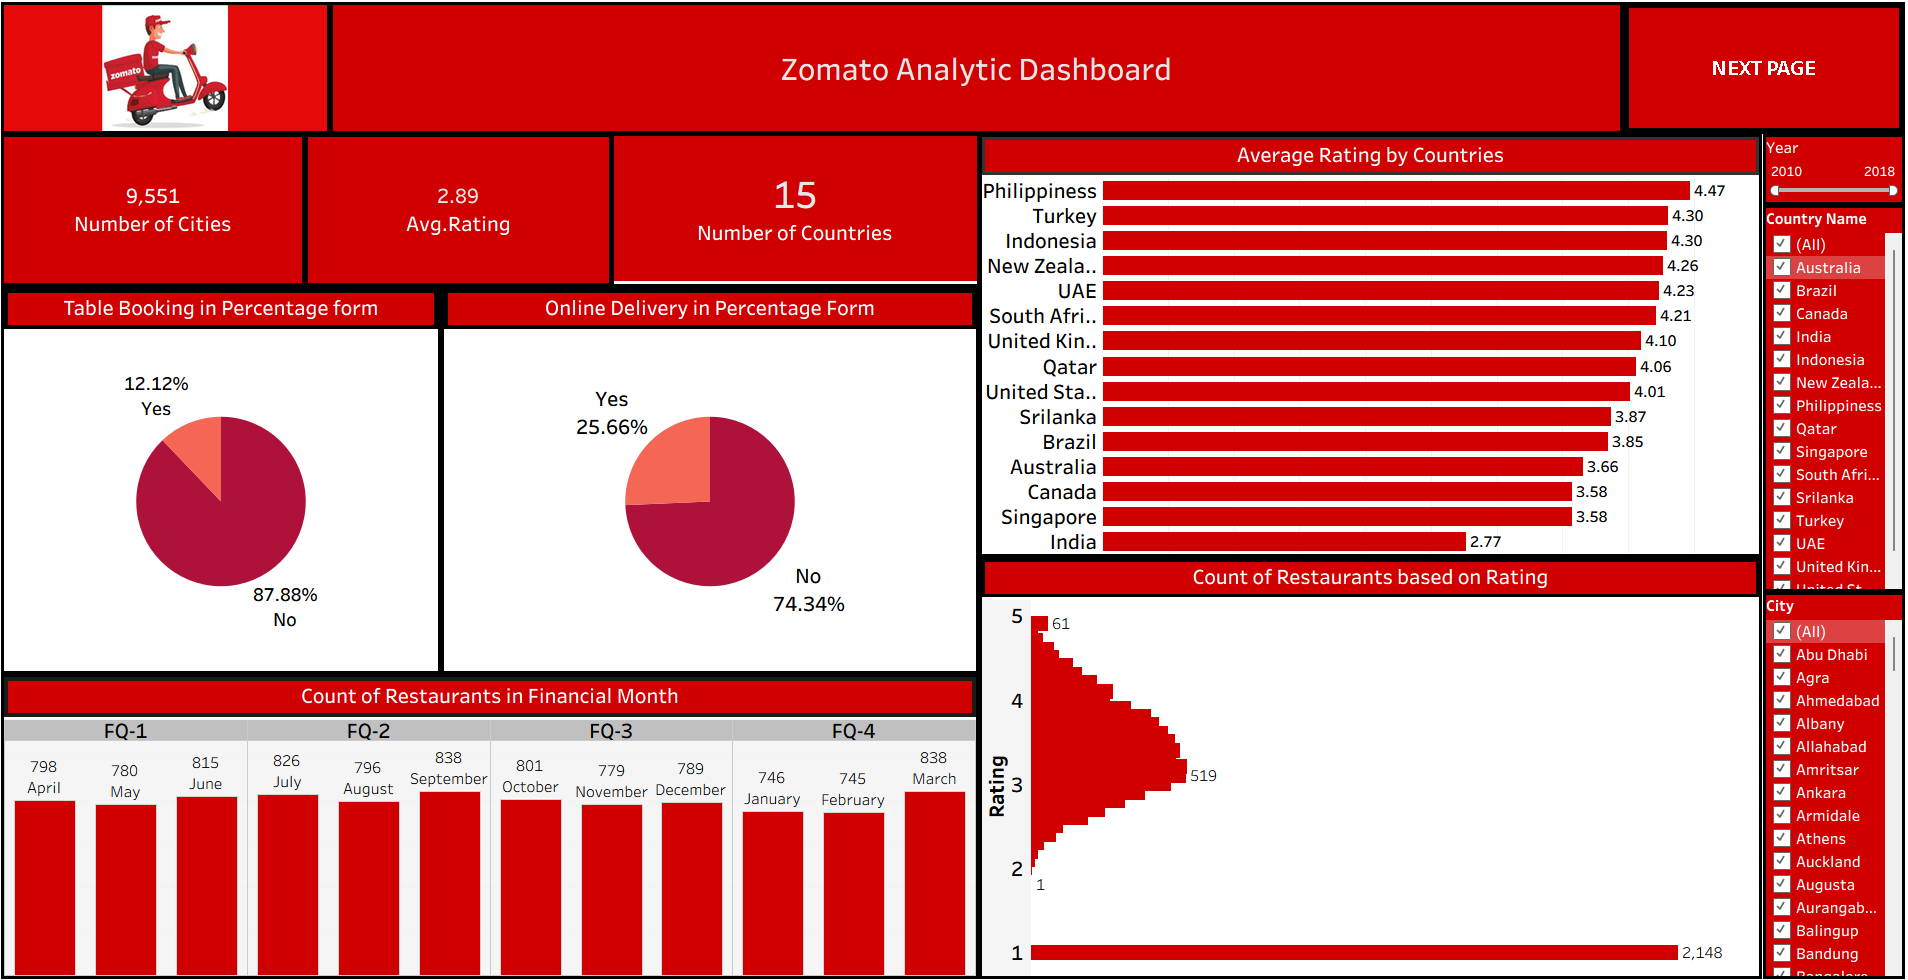 zomato
Zomato Analytic Dashboard
NEXT PAGE
9,551
Number of Cities
2.89
Avg.Rating
15
Number of Countries
Table Booking in Percentage form
12.12%
Yes
87.88%
No
Online Delivery in Percentage Form
Yes
25.66%
No
74.34%
Count of Restaurants in Financial Month
FQ-1
FQ-2
FQ-3
FQ-4
798
April
780
May
815
June
826
July
796
August
838
September
801
October
779
November
789
December
746
January
745
February
838
March
Average Rating by Countries
Philippiness 4.47
Turkey 4.30
Indonesia 4.30
New Zeala.. 4.26
UAE 4.23
South Afri.. 4.21
United Kin.. 4.10
Qatar 4.06
United Sta.. 4.01
Srilanka 3.87
Brazil 3.85
Australia 3.66
Canada 3.58
Singapore 3.58
India 2.77
Count of Restaurants based on Rating
Rating
5
61
4
519
3
2
1
1
2,148
Year
2010 2018
Country Name
(All)
Australia
Brazil
Canada
India
Indonesia
New Zeala...
Philippiness
Qatar
Singapore
South Afri...
Srilanka
Turkey
UAE
United Kin...
United St...
City
(All)
Abu Dhabi
Agra
Ahmedabad
Albany
Allahabad
Amritsar
Ankara
Armidale
Athens
Auckland
Augusta
Aurangab...
Balingup
Bandung
Bangalore